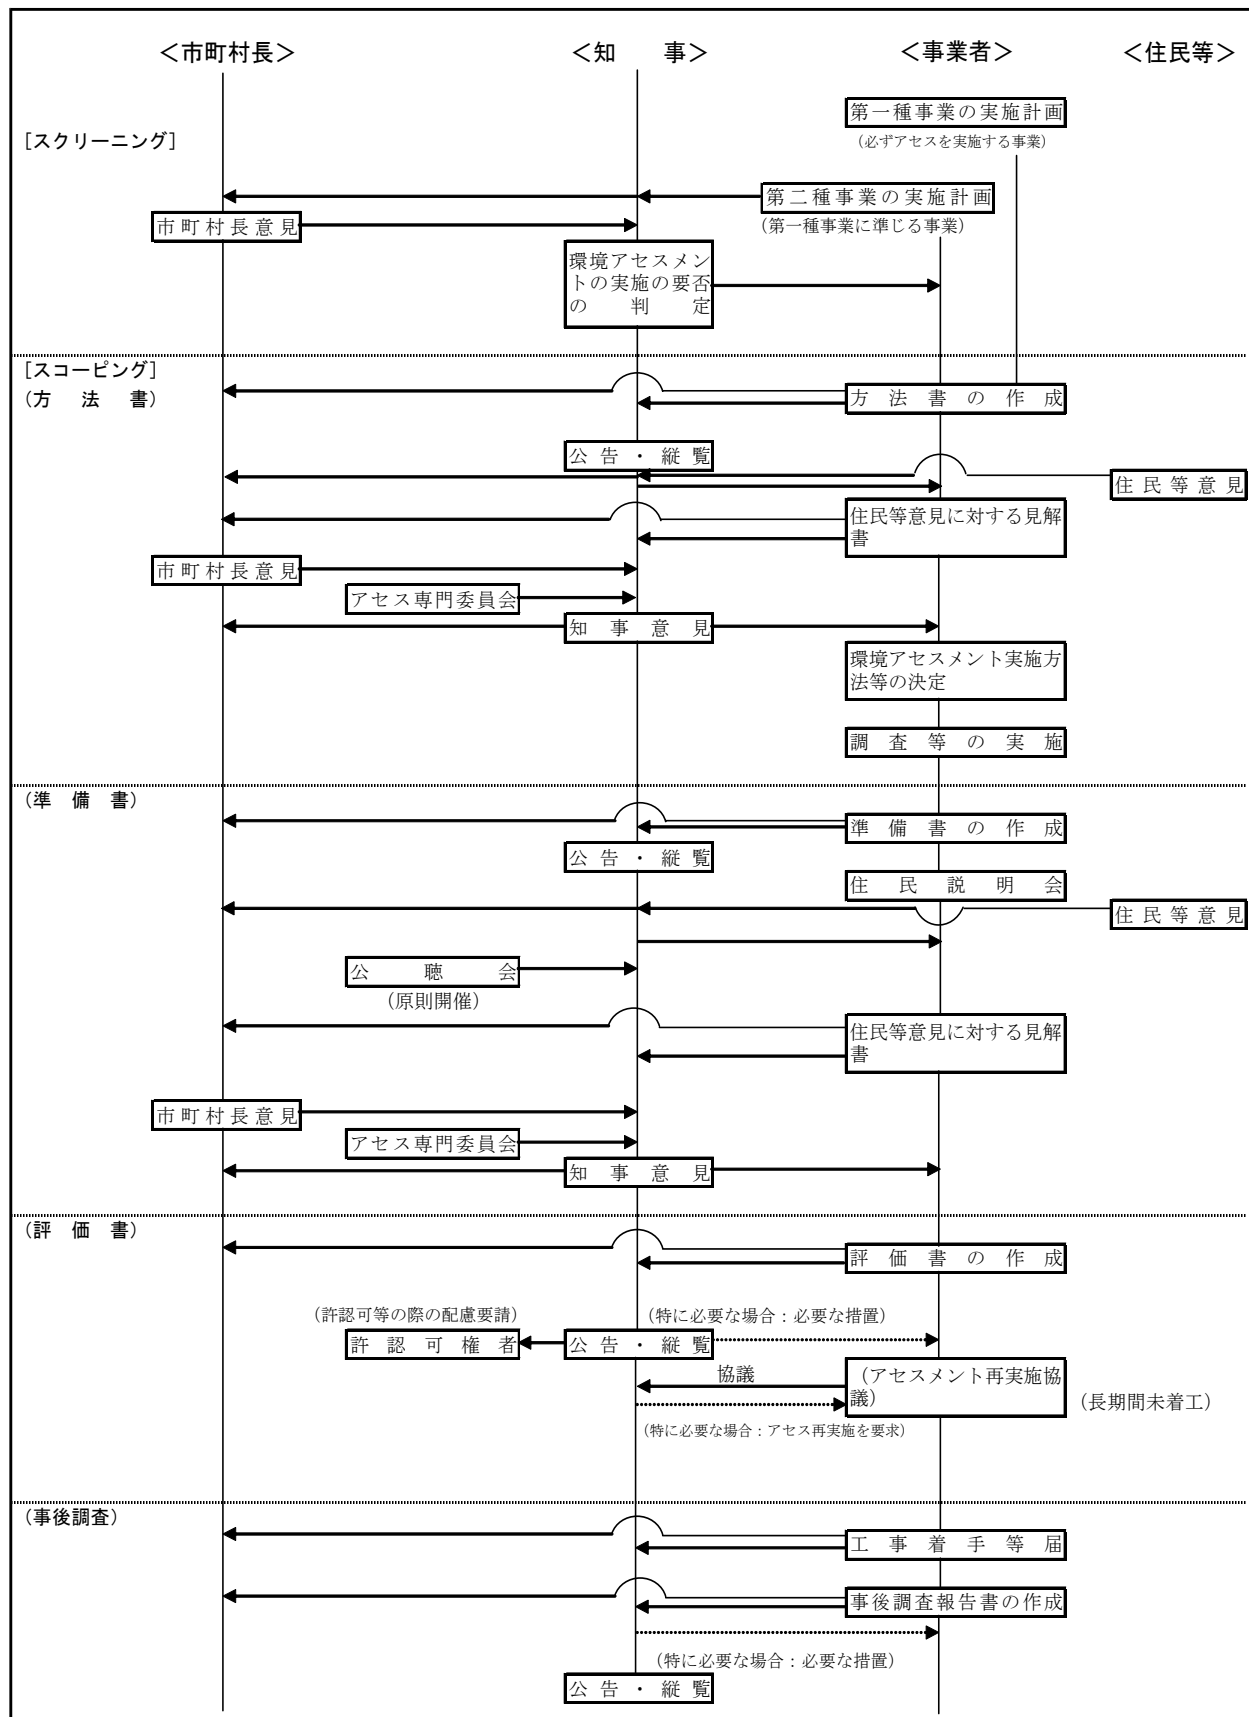 ＜市町村長＞ ＜知　事＞ ＜事業者＞ ＜住民等＞
第一種事業の実施計画
［スクリーニング］
（必ずアセスを実施する事業）
第二種事業の実施計画
市町村長意見
（第一種事業に準じる事業）
環境アセスメン
トの実施の要否
の判定
［スコーピング］
（方法書）
方法書の作成
公告・縦覧
住民等意見
住民等意見に対する見解
書
市町村長意見
アセス専門委員会
知事意見
環境アセスメント実施方
法等の決定
調査等の実施
（準備書）
準備書の作成
公告・縦覧
住民説明会
住民等意見
公聴会
（原則開催）
住民等意見に対する見解
書
市町村長意見
アセス専門委員会
知事意見
（評価書）
評価書の作成
（許認可等の際の配慮要請） （特に必要な場合：必要な措置）
許認可権者 公告・縦覧
協議
（アセスメント再実施協
議）
（長期間未着工）
（特に必要な場合：アセス再実施を要求）
（事後調査）
工事着手等届
事後調査報告書の作成
（特に必要な場合：必要な措置）
公告・縦覧